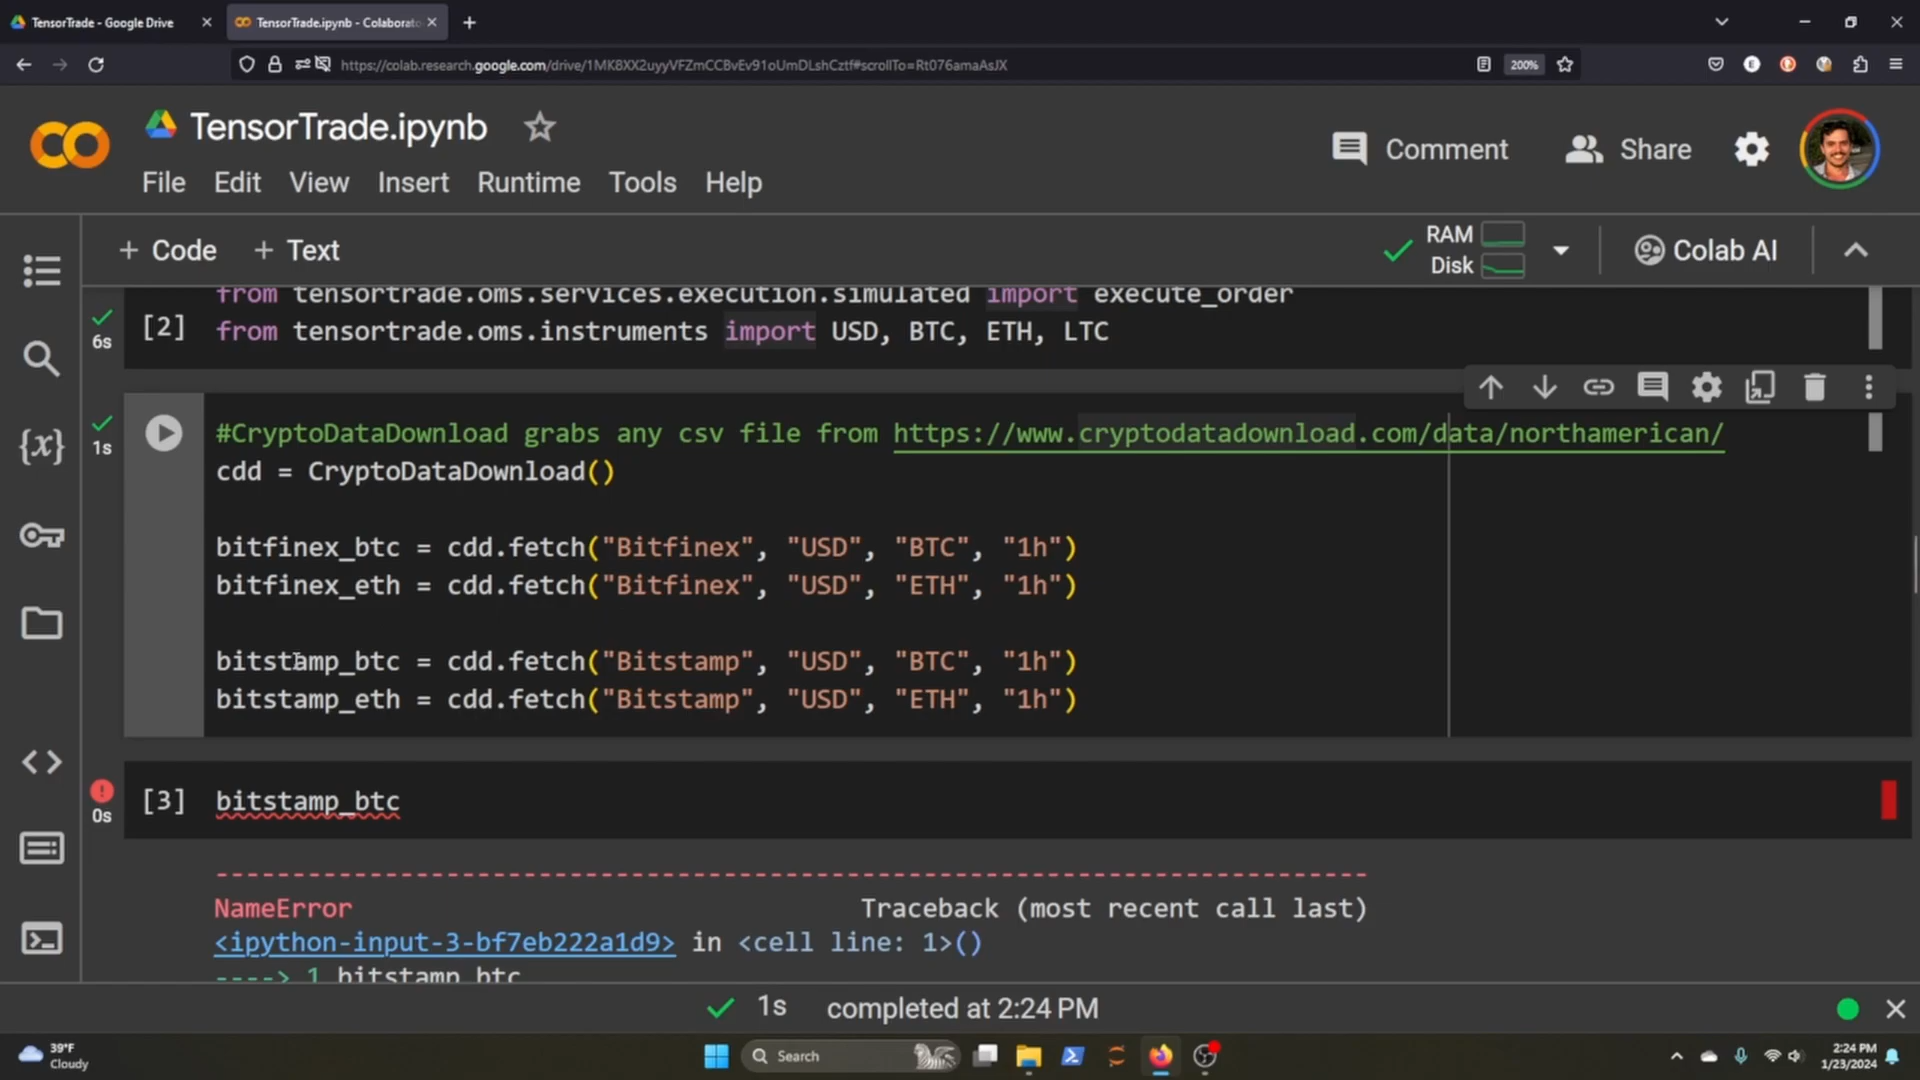 TensorTrade - Google Drive
TensorTrade.ipynb - Colaborato
https://colab.research.google.com/drive/1MK8XX2uyyVFZmCCBvEv91oUmDLshCztf#scrollTo=Rt076amaAsJX
200%
TensorTrade.ipynb
Comment
Share
File Edit View Insert Runtime Tools Help
+ Code + Text
RAM
Disk
Colab AI
from tensortrade.oms.services.execution.simulated import execute_order
[2] from tensortrade.oms.instruments import USD, BTC, ETH, LTC
6s
1s
#CryptoDataDownload grabs any csv file from https://www.cryptodatadownload.com/data/northamerican/
cdd = CryptoDataDownload()
bitfinex_btc = cdd.fetch("Bitfinex", "USD", "BTC", "1h")
bitfinex_eth = cdd.fetch("Bitfinex", "USD", "ETH", "1h")
bitstamp_btc = cdd.fetch("Bitstamp", "USD", "BTC", "1h")
bitstamp_eth = cdd.fetch("Bitstamp", "USD", "ETH", "1h")
{x}
[3] bitstamp_btc
0s
---------------------------------------------------------------------------
NameError Traceback (most recent call last)
<ipython-input-3-bf7eb222a1d9> in <cell line: 1>()
----> 1 bitstamp_btc
1s completed at 2:24 PM
39°F
Cloudy
Search
2:24 PM
1/23/2024